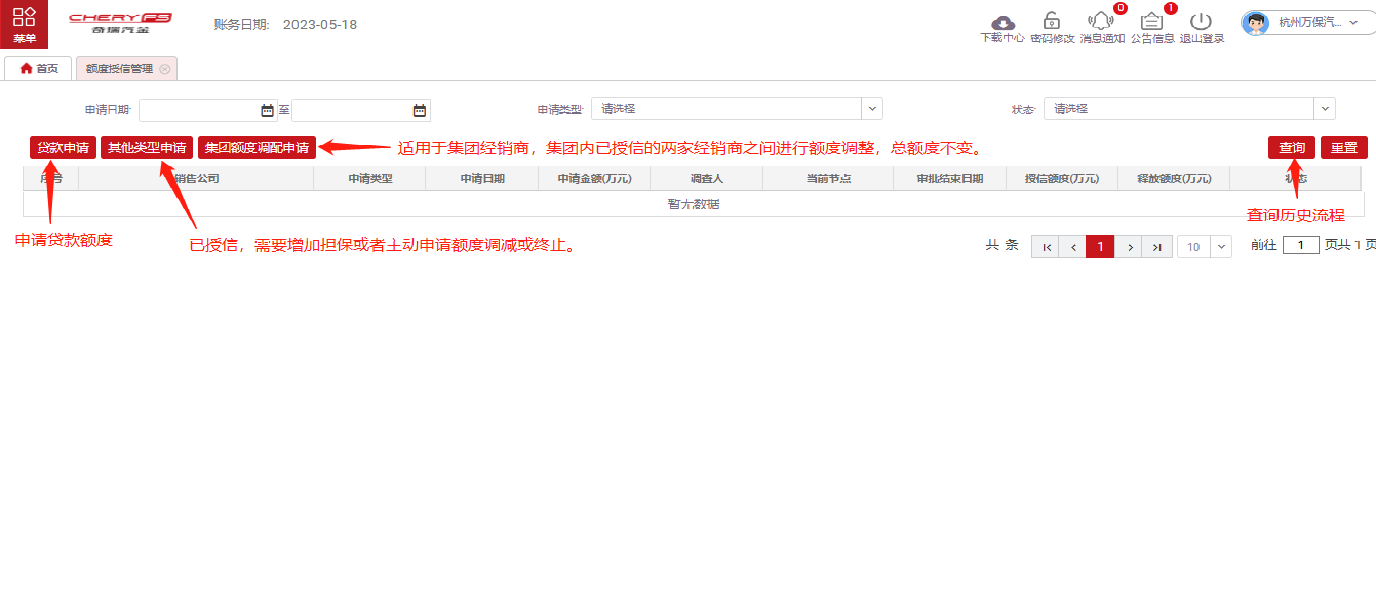 菜单
CHERY FS
奇瑞汽金
账务日期: 2023-05-18
下载中心
密码修改
0
消息通知
1
公告信息
退出登录
杭州万保汽...
首页
额度授信管理
申请日期:
至
申请类型:
请选择
状态:
请选择
贷款申请
其他类型申请
集团额度调配申请
适用于集团经销商，集团内已授信的两家经销商之间进行额度调整，总额度不变。
查询
重置
序号
销售公司
申请类型
申请日期
申请金额(万元)
调查人
当前节点
审批结束日期
授信额度(万元)
释放额度(万元)
状态
暂无数据
申请贷款额度
已授信，需要增加担保或者主动申请额度调减或终止。
查询历史流程
共 条
1
10
前往 1 页共 1 页